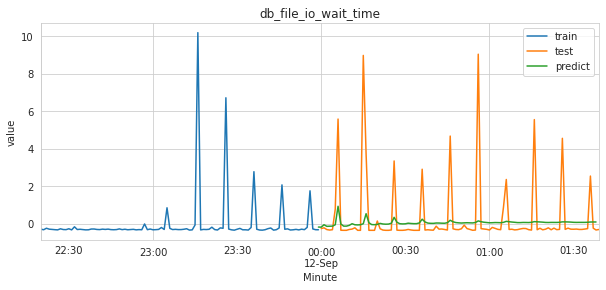 db_file_io_wait_time
train
test
predict
value
10
8
6
4
2
0
22:30
23:00
23:30
00:00
12-Sep
00:30
01:00
01:30
Minute